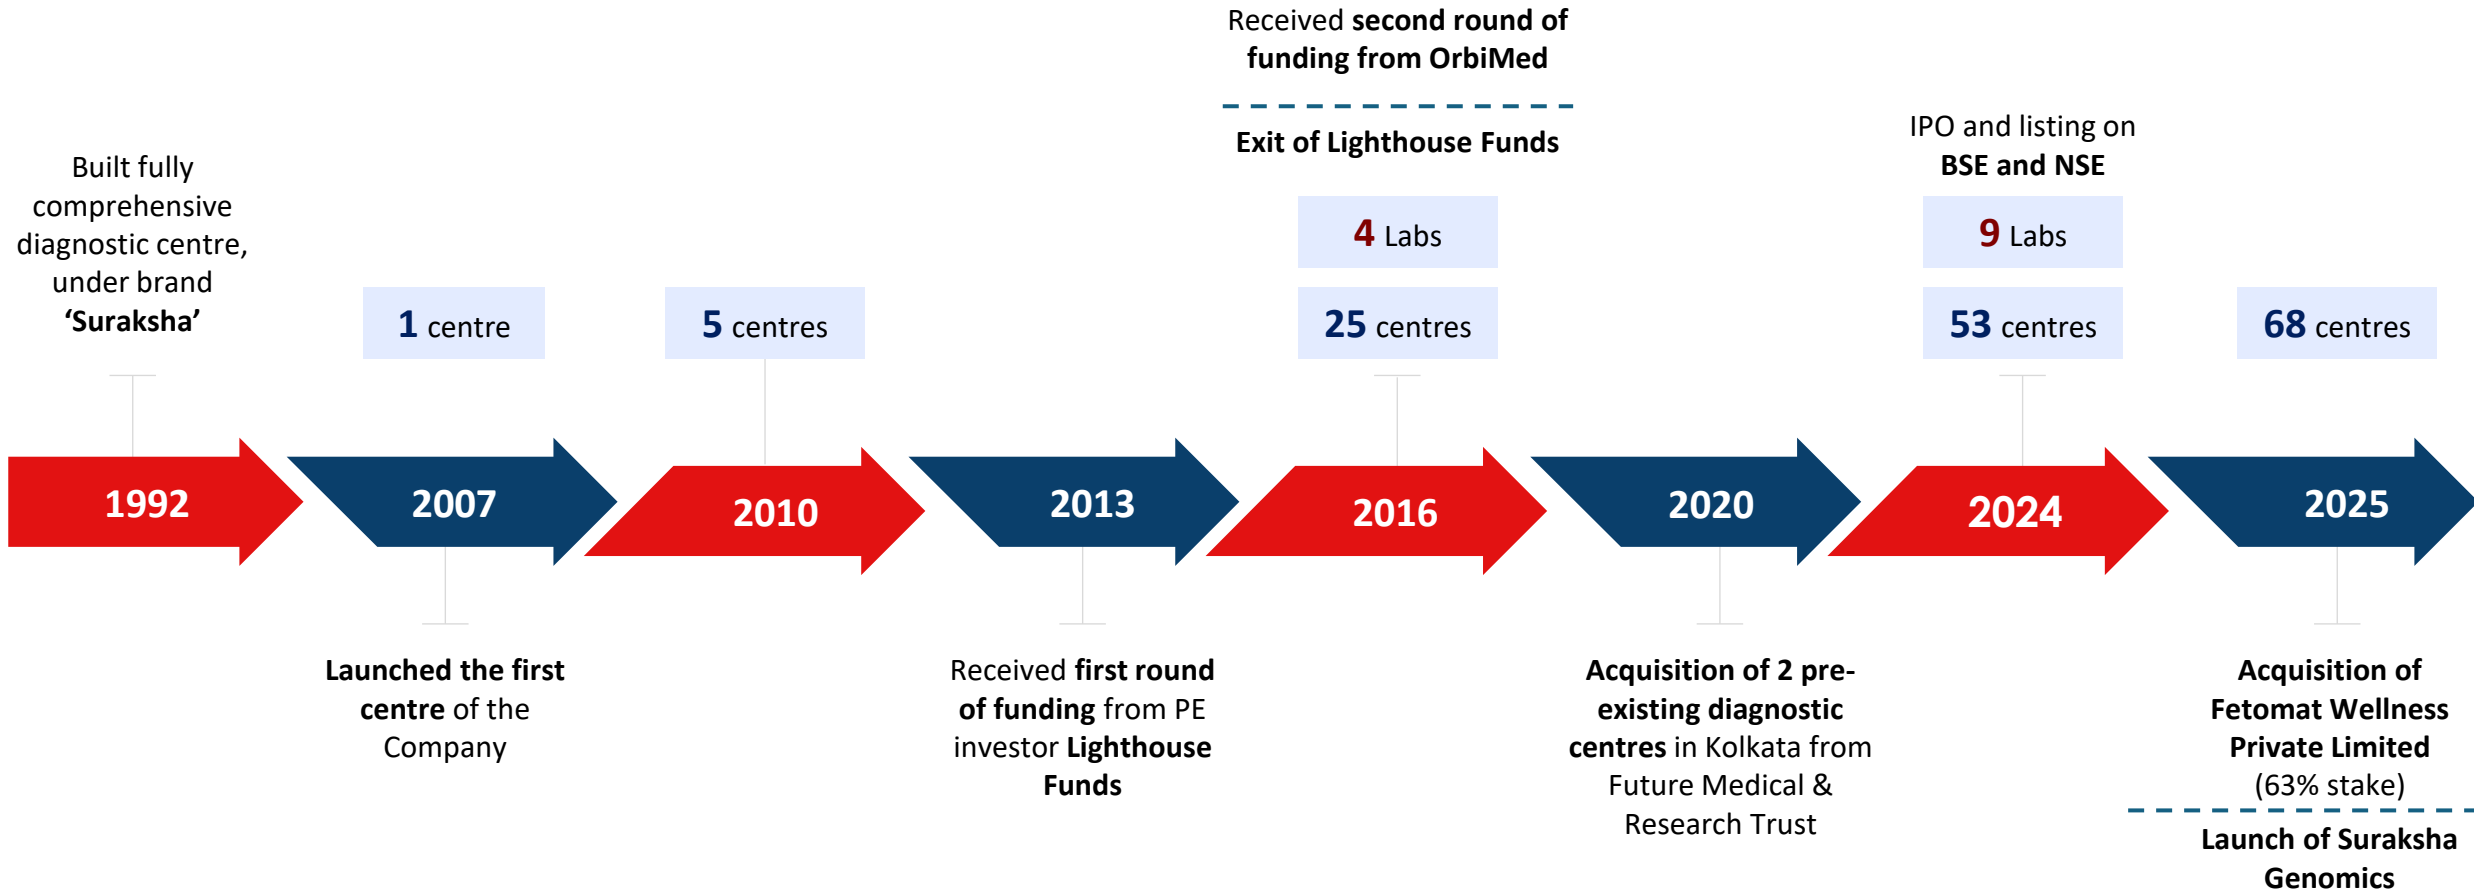 Built fully
comprehensive
diagnostic centre,
under brand
‘Suraksha’
1992
1 centre
2007
Launched the first
centre of the
Company
5 centres
2010
2013
Received first round
of funding from PE
investor Lighthouse
Funds
Received second round of
funding from OrbiMed
Exit of Lighthouse Funds
4 Labs
25 centres
2016
2020
Acquisition of 2 pre-
existing diagnostic
centres in Kolkata from
Future Medical &
Research Trust
IPO and listing on
BSE and NSE
9 Labs
53 centres
2024
68 centres
2025
Acquisition of
Fetomat Wellness
Private Limited
(63% stake)
Launch of Suraksha
Genomics